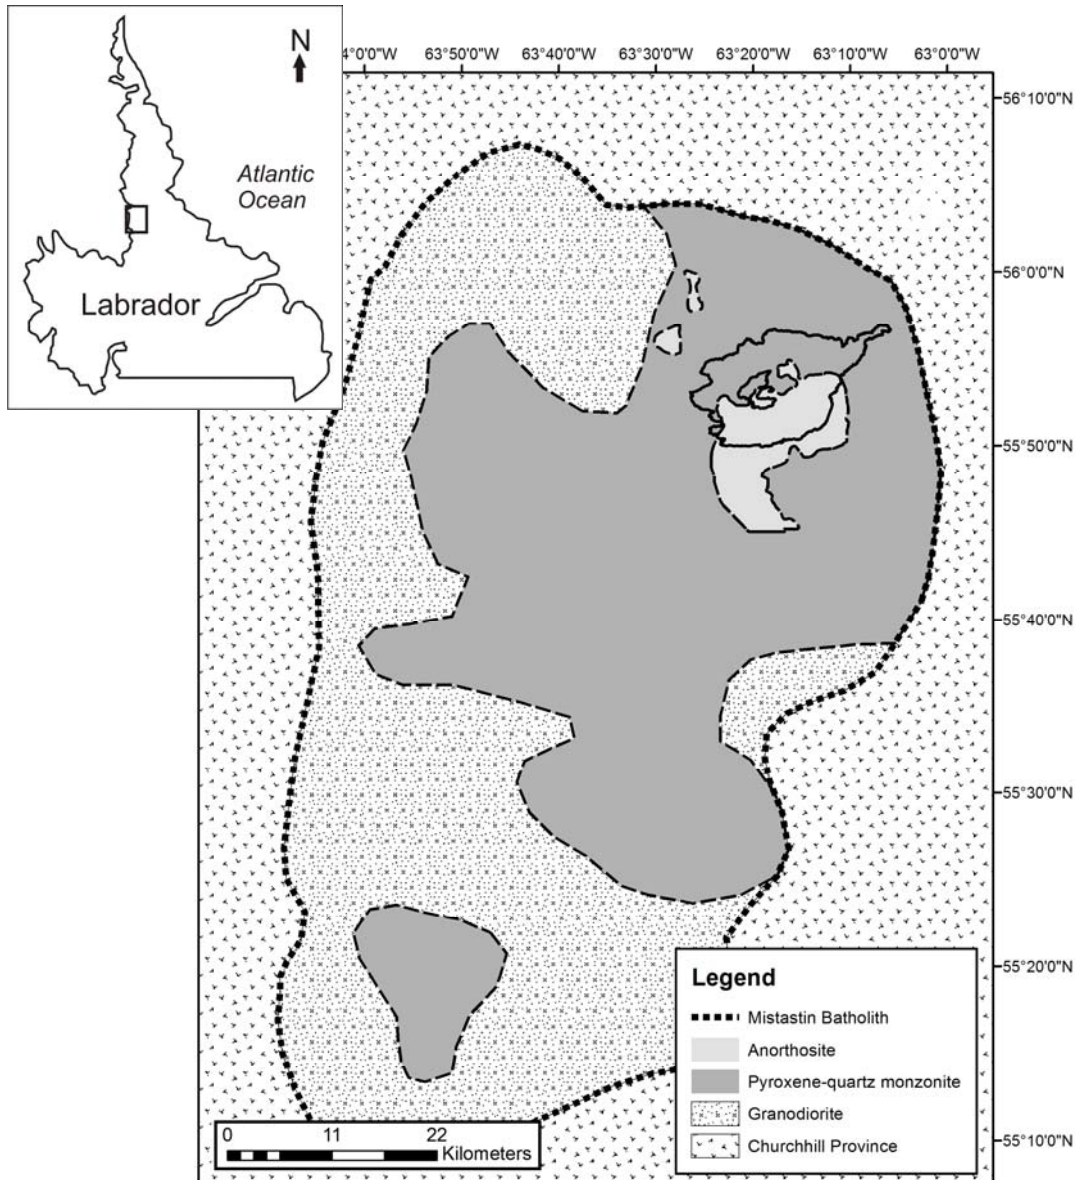 N
Atlantic
Ocean
Labrador
4°0'0"W 63°50'0"W 63°40'0"W 63°30'0"W 63°20'0"W 63°10'0"W 63°0'0"W
56°10'0"N
56°0'0"N
55°50'0"N
55°40'0"N
55°30'0"N
55°20'0"N
55°10'0"N
Legend
Mistastin Batholith
Anorthosite
Pyroxene-quartz monzonite
Granodiorite
Churchhill Province
0 11 22
Kilometers